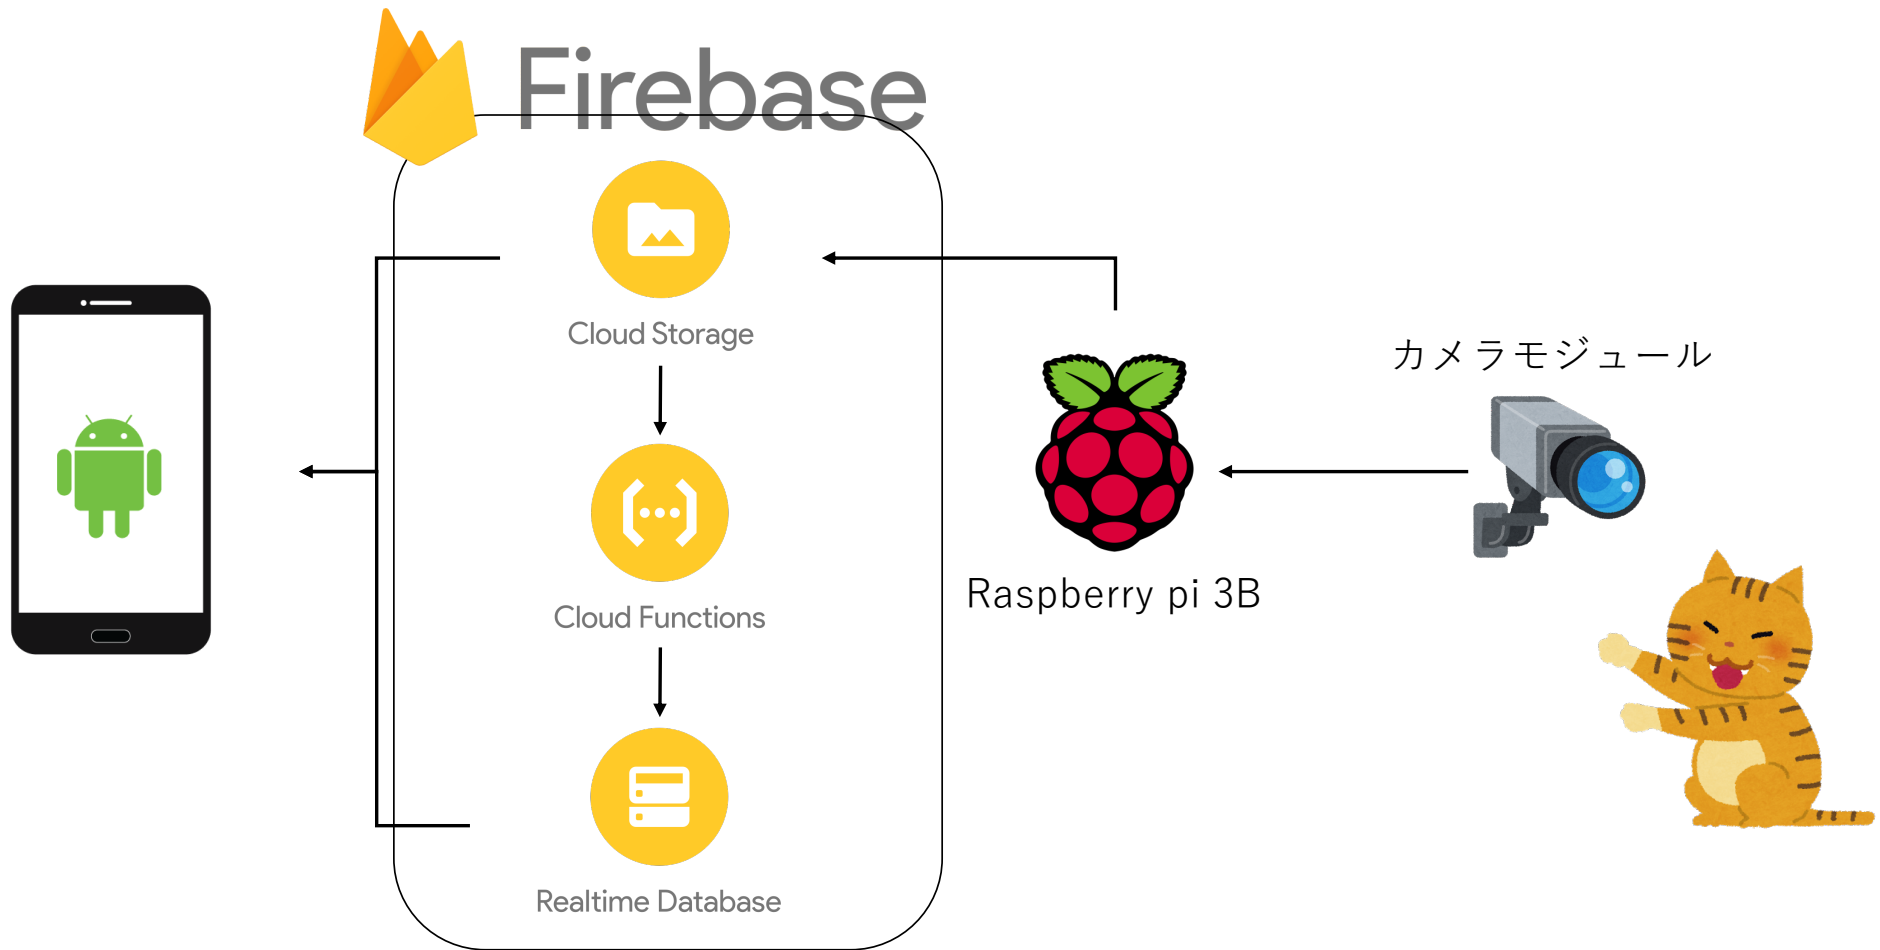 Firebase
Cloud Storage
カメラモジュール
Raspberry pi 3B
Cloud Functions
Realtime Database